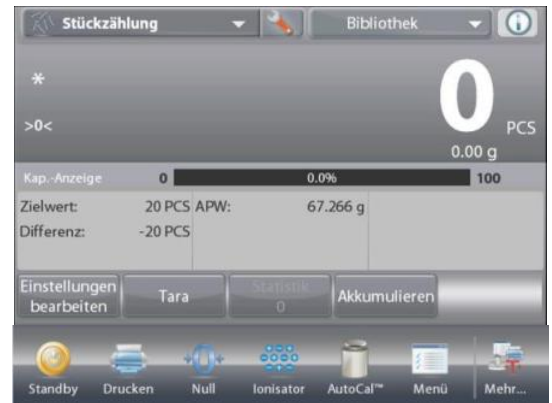 Stückzählung Bibliothek
*
0
>0< PCS
0.00 g
Kap.-Anzeige 0 0.0% 100
Zielwert: 20 PCS APW: 67.266 g
Differenz: -20 PCS
Einstellungen
bearbeiten
Tara
Statistik
0
Akkumulieren
Standby Drucken Null Ionisator AutoCal™ Menü Mehr...